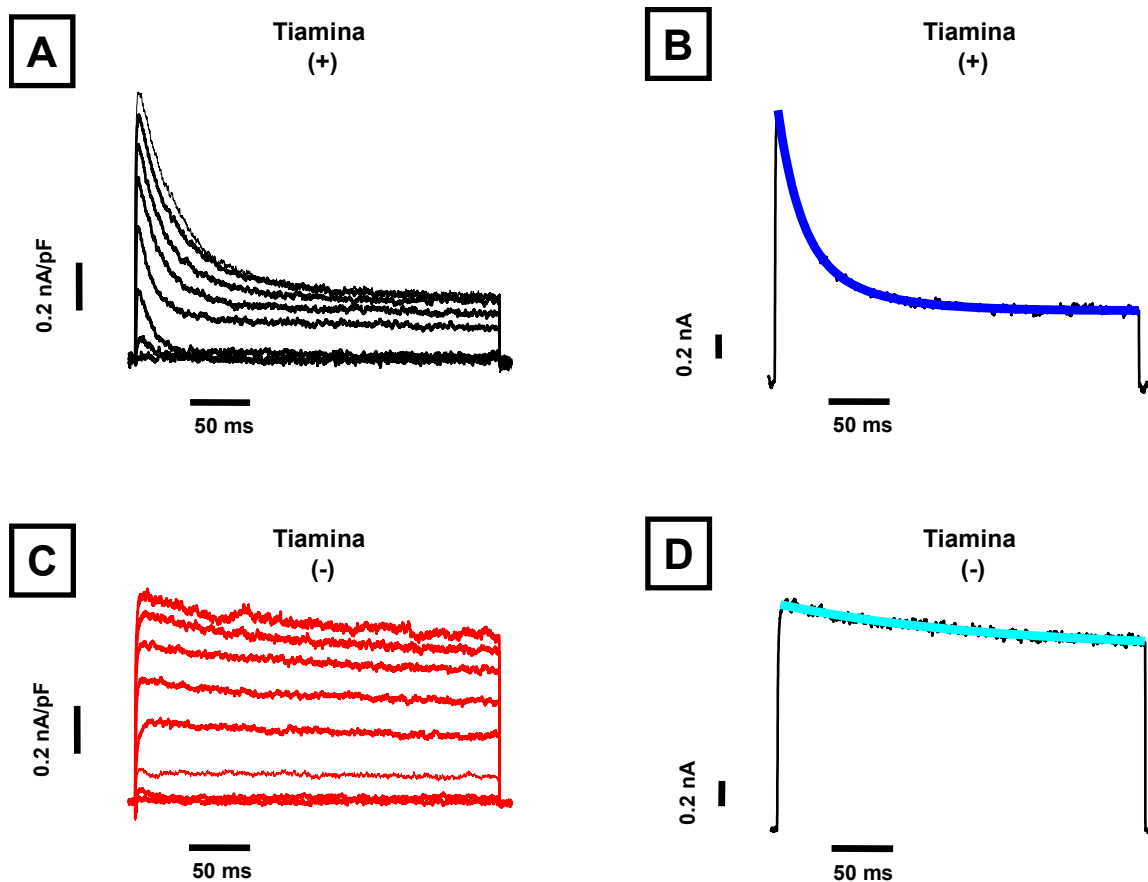 A
Tiamina
(+)
0.2 nA/pF
50 ms
B
Tiamina
(+)
0.2 nA
50 ms
C
Tiamina
(-)
0.2 nA/pF
50 ms
D
Tiamina
(-)
0.2 nA
50 ms